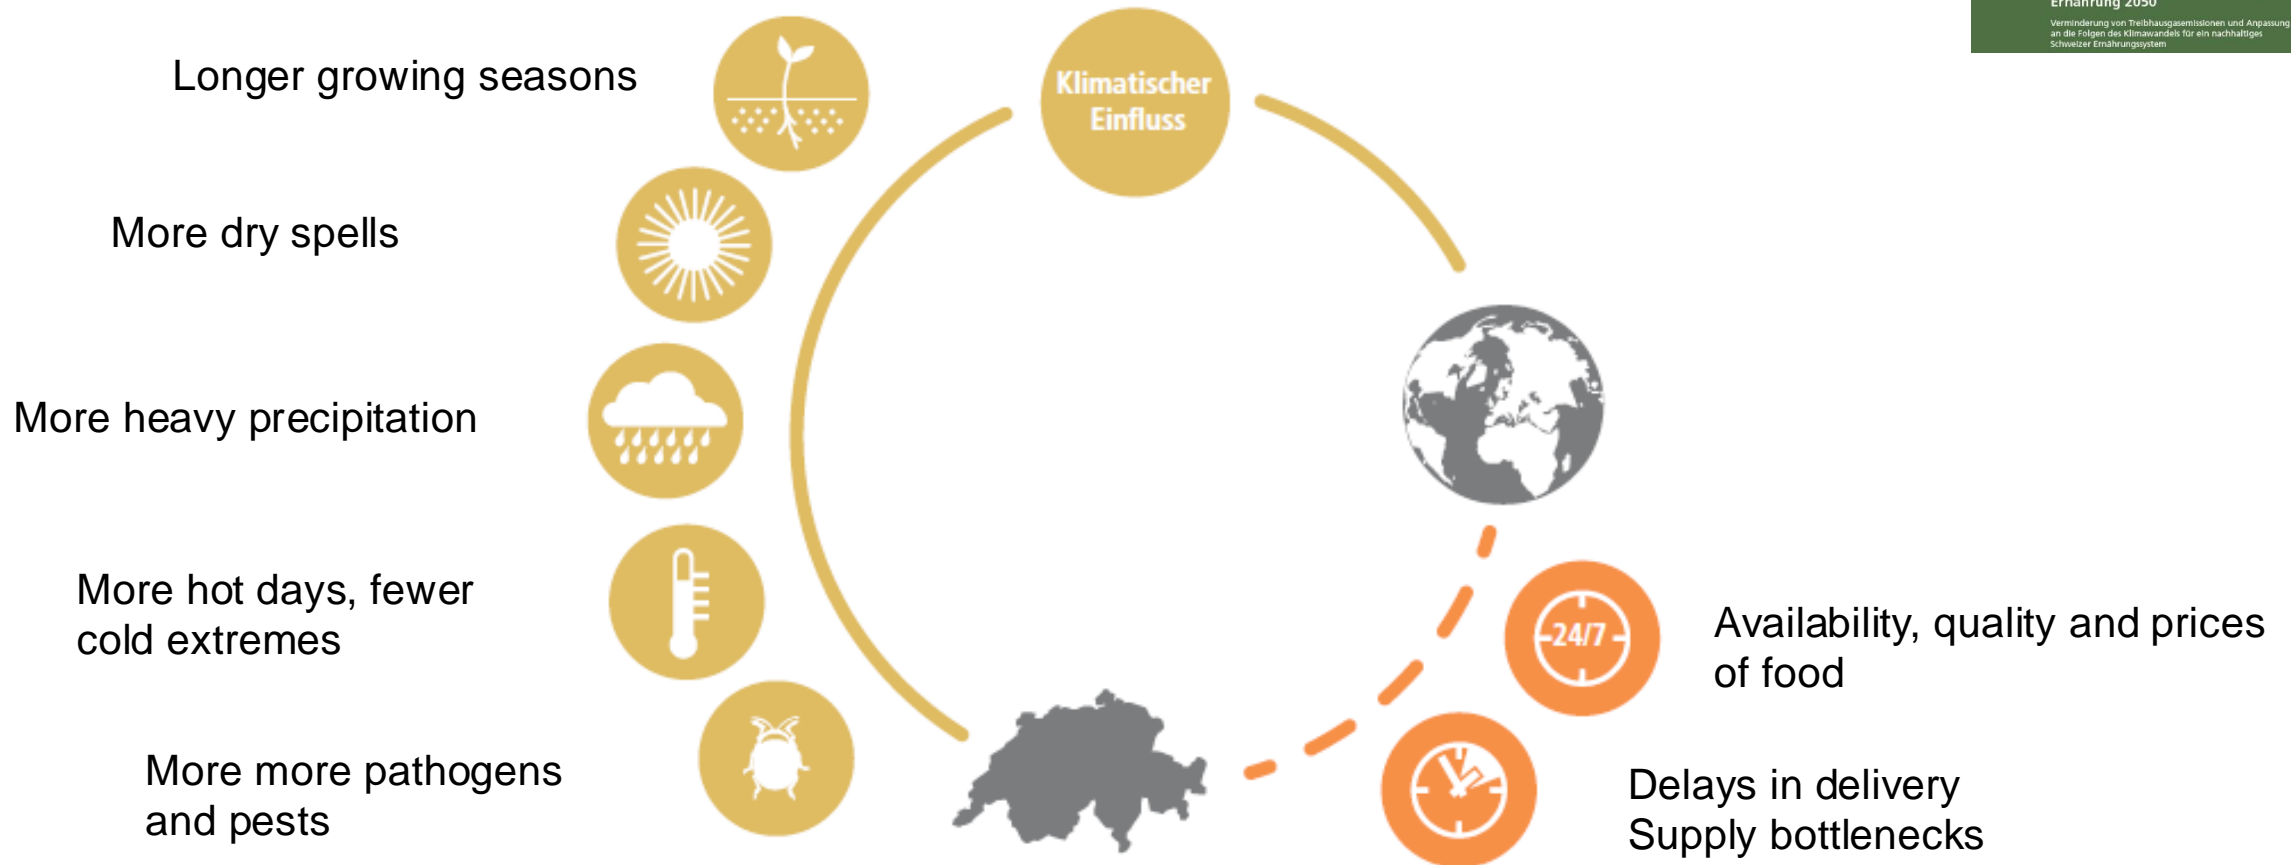 Ernährung 2050
Verminderung von Treibhausgasemissionen und Anpassung
an die Folgen des Klimawandels für ein nachhaltiges
Schweizer Ernährungssystem
Longer growing seasons
Klimatischer
Einfluss
More dry spells
More heavy precipitation
More hot days, fewer
cold extremes
24/7
Availability, quality and prices
of food
More more pathogens
and pests
Delays in delivery
Supply bottlenecks